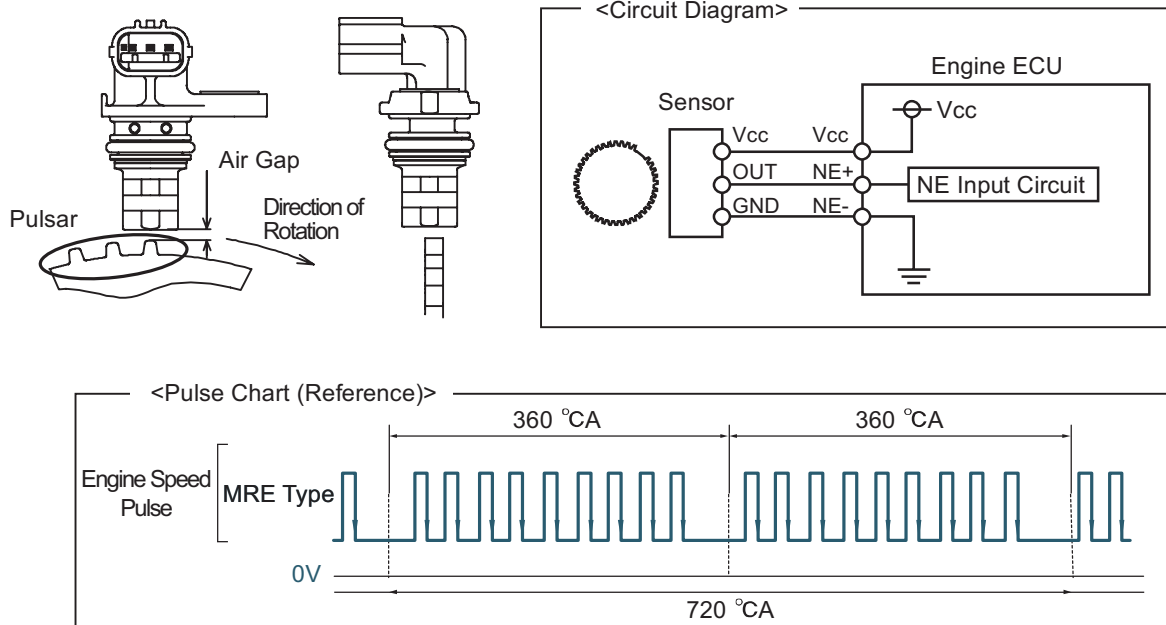 <Circuit Diagram>
Engine ECU
Sensor
Vcc
Vcc
Vcc
OUT
NE+
NE Input Circuit
GND
NE-
Air Gap
Pulsar
Direction of
Rotation
<Pulse Chart (Reference)>
360 °CA
360 °CA
Engine Speed
Pulse
MRE Type
0V
720 °CA